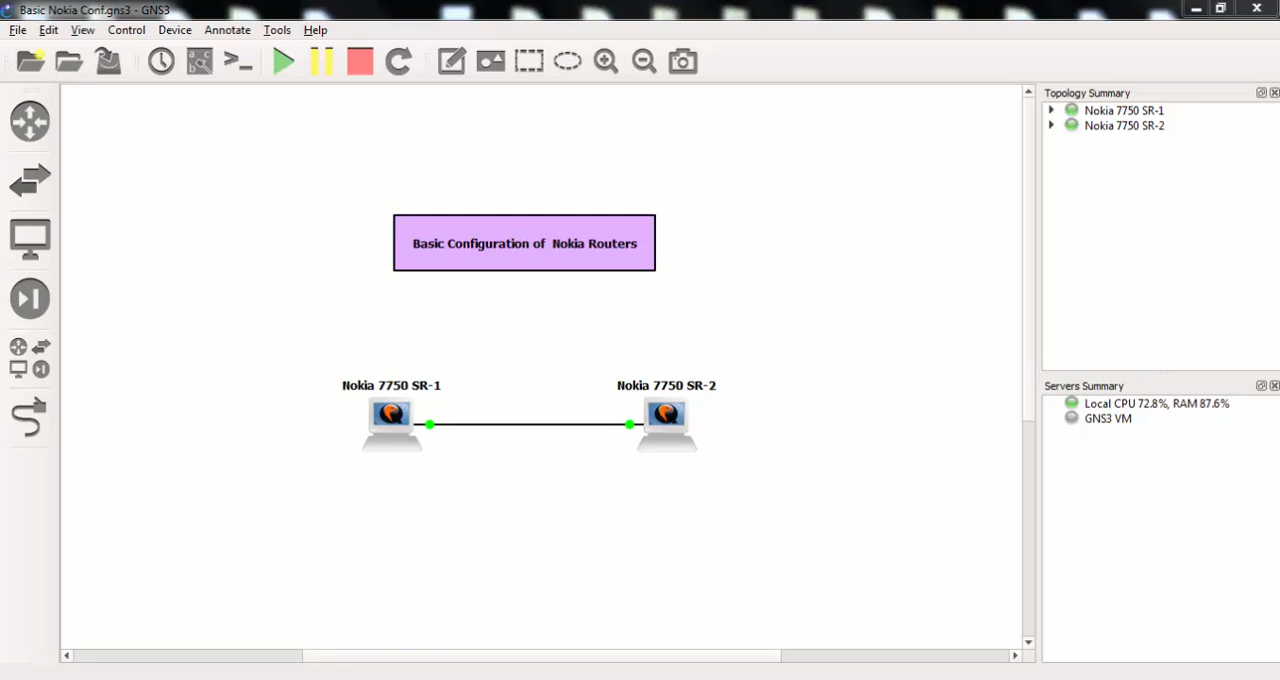 Basic Nokia Conf.gns3 - GNS3
File Edit View Control Device Annotate Tools Help
Topology Summary
Nokia 7750 SR-1
Nokia 7750 SR-2
Basic Configuration of Nokia Routers
Nokia 7750 SR-1
Nokia 7750 SR-2
Servers Summary
Local CPU 72.8%, RAM 87.6%
GNS3 VM